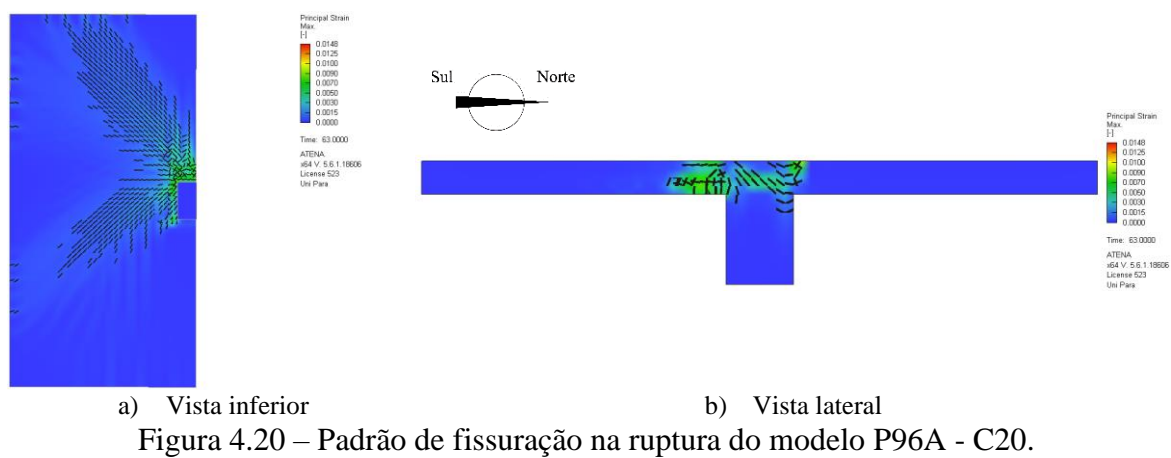 Principal Strain
Max.
[-]
0.0148
0.0125
0.0100
0.0090
0.0070
0.0050
0.0030
0.0015
0.0000
Time: 63.0000
ATENA
x64 V. 5.6.1.18606
License 523
Uni Para
Sul Norte
Principal Strain
Max.
[-]
0.0148
0.0125
0.0100
0.0090
0.0070
0.0050
0.0030
0.0015
0.0000
Time: 63.0000
ATENA
x64 V. 5.6.1.18606
License 523
Uni Para
a) Vista inferior
b) Vista lateral
Figura 4.20 – Padrão de fissuração na ruptura do modelo P96A - C20.